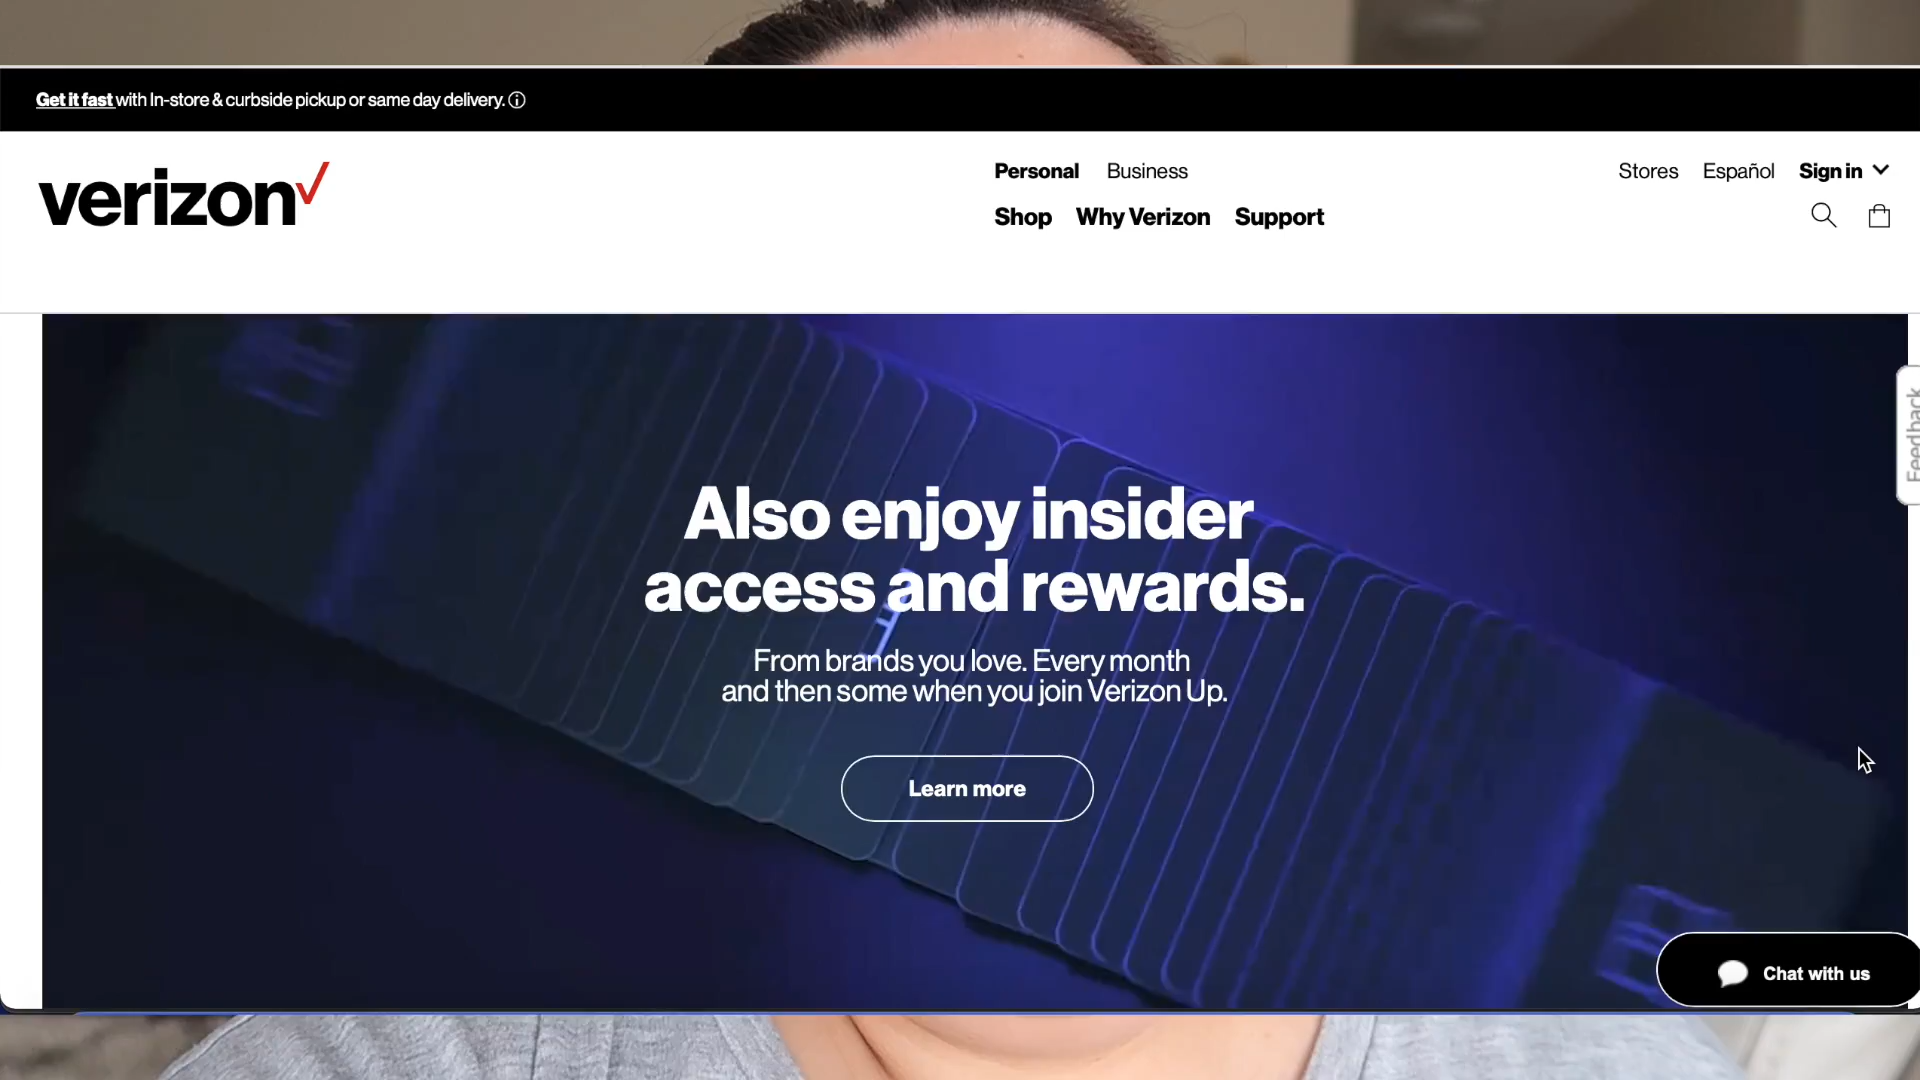 Get it fast with In-store & curbside pickup or same day delivery.
verizon
Personal Business
Stores Español Sign in
Shop Why Verizon Support
Feedback
Also enjoy insider
access and rewards.
From brands you love. Every month
and then some when you join Verizon Up.
Learn more
Chat with us